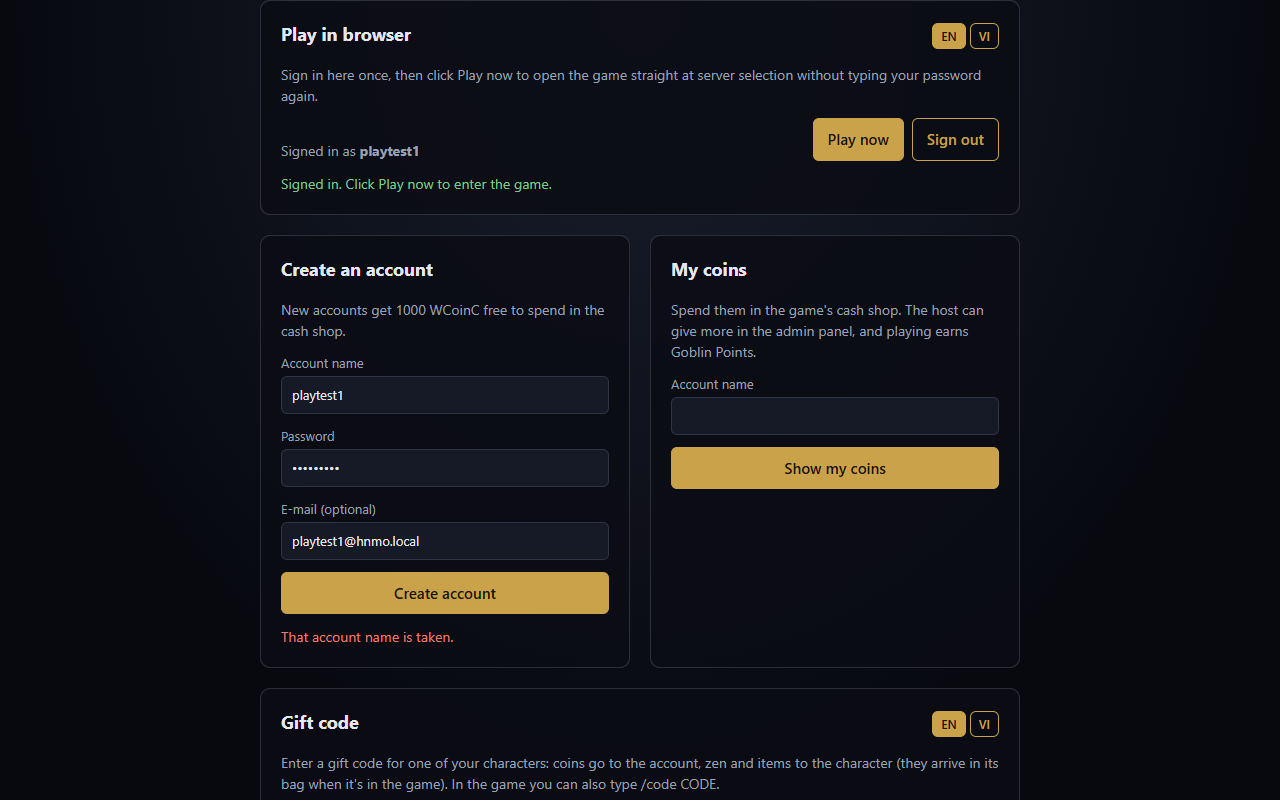 Play in browser
EN VI
Sign in here once, then click Play now to open the game straight at server selection without typing your password
again.
Play now Sign out
Signed in as playtest1
Signed in. Click Play now to enter the game.
Create an account
New accounts get 1000 WCoinC free to spend in the
cash shop.
Account name
playtest1
Password
•••••••••
E-mail (optional)
playtest1@hnmo.local
Create account
That account name is taken.
My coins
Spend them in the game's cash shop. The host can
give more in the admin panel, and playing earns
Goblin Points.
Account name
Show my coins
Gift code
EN VI
Enter a gift code for one of your characters: coins go to the account, zen and items to the character (they arrive in its
bag when it's in the game). In the game you can also type /code CODE.